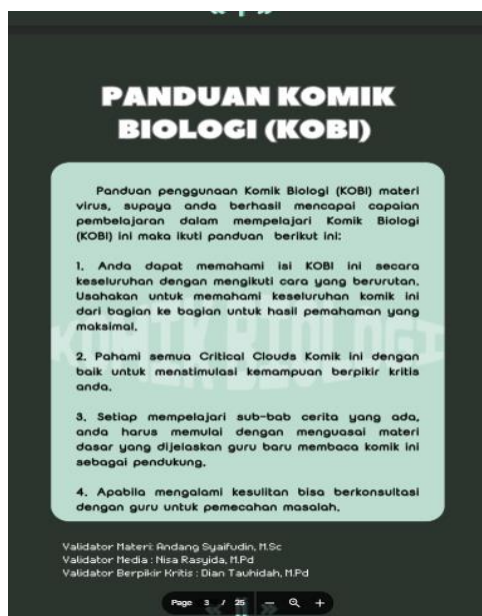 PANDUAN KOMIK
BIOLOGI (KOBI)
Panduan penggunaan Komik Biologi (KOBI) materi
virus, supaya anda berhasil mencapai capaian
pembelajaran dalam mempelajari Komik Biologi
(KOBI) ini maka ikuti panduan berikut ini:
1. Anda dapat memahami isi KOBI ini secara
keseluruhan dengan mengikuti cara yang berurutan.
Usahakan untuk memahami keseluruhan komik ini
dari bagian ke bagian untuk hasil pemahaman yang
maksimal.
2. Pahami semua Critical Clouds Komik ini dengan
baik untuk menstimulasi kemampuan berpikir kritis
anda.
3. Setiap mempelajari sub-bab cerita yang ada,
anda harus memulai dengan menguasai materi
dasar yang dijelaskan guru baru membaca komik ini
sebagai pendukung.
4. Apabila mengalami kesulitan bisa berkonsultasi
dengan guru untuk pemecahan masalah.
KOMIK BIOLOGI
Validator Materi: Andang Syaifudin, M.Sc
Validator Media : Nisa Rasyida, M.Pd
Validator Berpikir Kritis : Dian Tauhidah, M.Pd
Page 3 / 25 — +